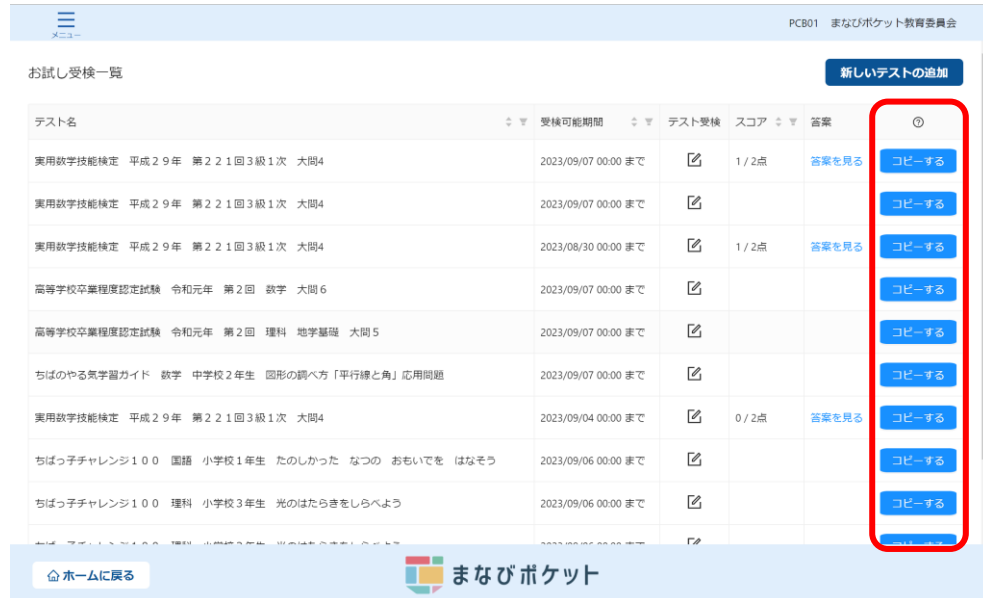 メニュー
PCB01 まなびポケット教育委員会
お試し受検一覧
新しいテストの追加
テスト名 受検可能期間 テスト受検 スコア 答案
実用数学技能検定 平成29年 第221回3級1次 大問4 2023/09/07 00:00 まで 1/2点 答案を見る コピーする
実用数学技能検定 平成29年 第221回3級1次 大問4 2023/09/07 00:00 まで コピーする
実用数学技能検定 平成29年 第221回3級1次 大問4 2023/08/30 00:00 まで 1/2点 答案を見る コピーする
高等学校卒業程度認定試験 令和元年 第2回 数学 大問6 2023/09/07 00:00 まで コピーする
高等学校卒業程度認定試験 令和元年 第2回 理科 地学基礎 大問5 2023/09/07 00:00 まで コピーする
ちばのやる気学習ガイド 数学 中学校2年生 図形の調べ方「平行線と角」応用問題 2023/09/07 00:00 まで コピーする
実用数学技能検定 平成29年 第221回3級1次 大問4 2023/09/04 00:00 まで 0/2点 答案を見る コピーする
ちばっ子チャレンジ100 国語 小学校1年生 たのしかった なつの おもいでを はなそう 2023/09/06 00:00 まで コピーする
ちばっ子チャレンジ100 理科 小学校3年生 光のはたらきをしらべよう 2023/09/06 00:00 まで コピーする
ホームに戻る
まなびポケット